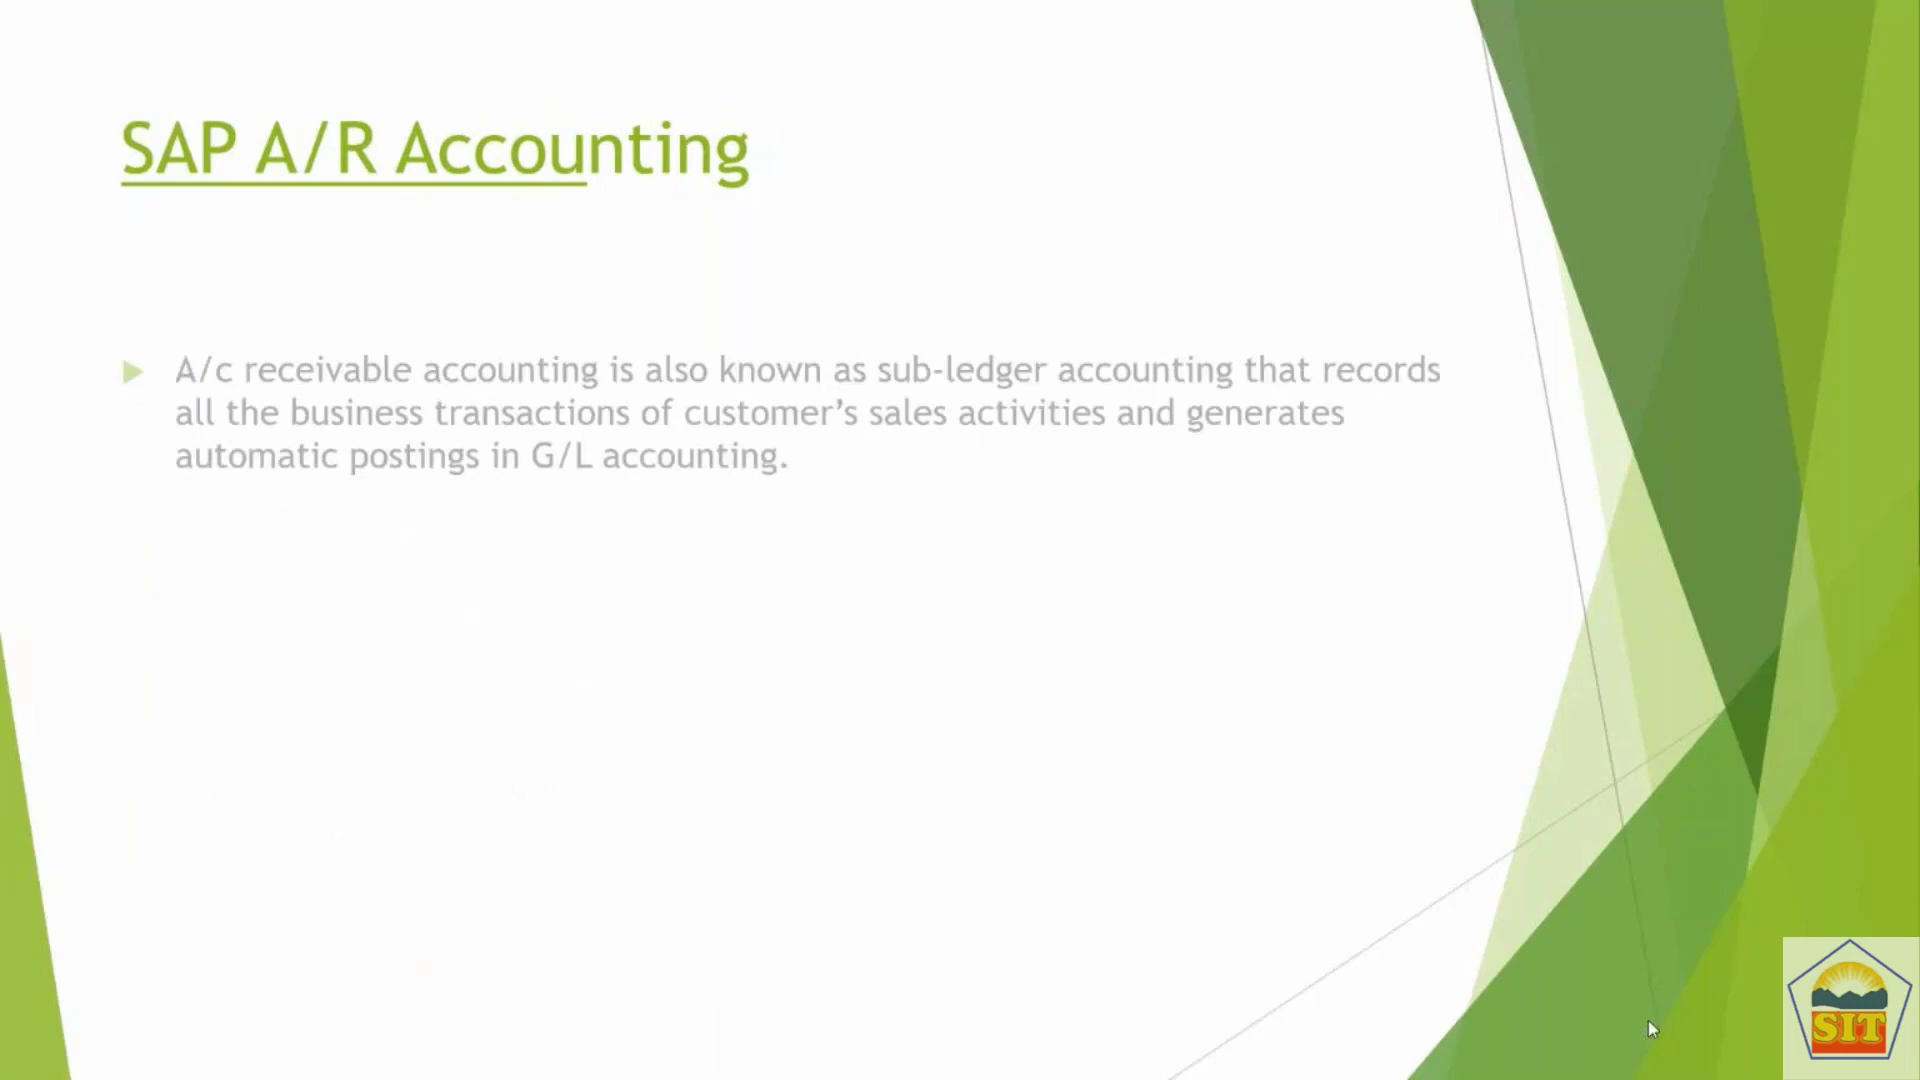 SAP A/R Accounting
A/c receivable accounting is also known as sub-ledger accounting that records
all the business transactions of customer’s sales activities and generates
automatic postings in G/L accounting.
SIT